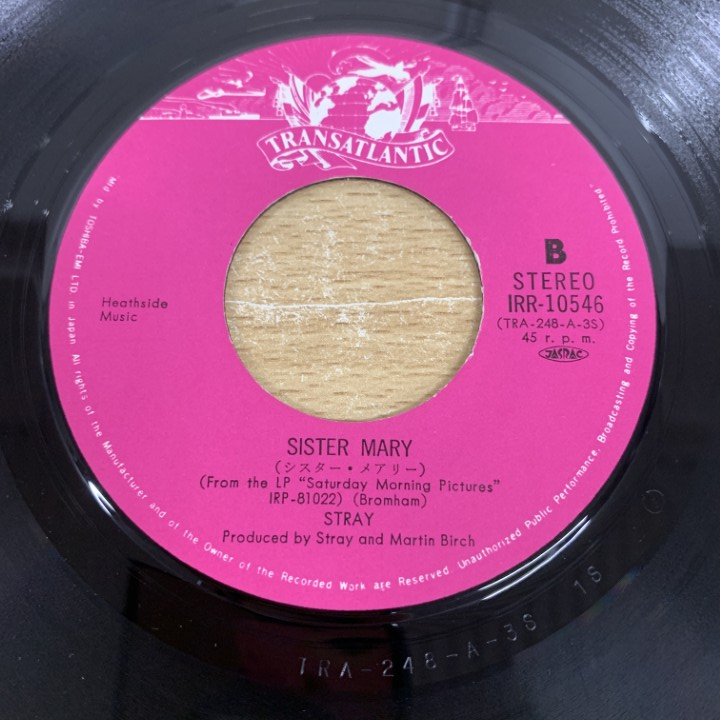 TRANSATLANTIC
B
STEREO
IRR-10546
(TRA-248-A-3S)
45 r. p. m.
JASRAC
Heathside
Music
SISTER MARY
(シスター・メアリー)
(From the LP "Saturday Morning Pictures"
IRP-81022) (Bromham)
STRAY
Produced by Stray and Martin Birch
Mfd by TOSHIBA-EMI LTD in Japan. All rights of the Manufacturer and of the Owner of the Recorded Work are Reserved. Unauthorized Public Performance, Broadcasting and Copying of the Record Prohibited.
TRA-248-A-3S 1S